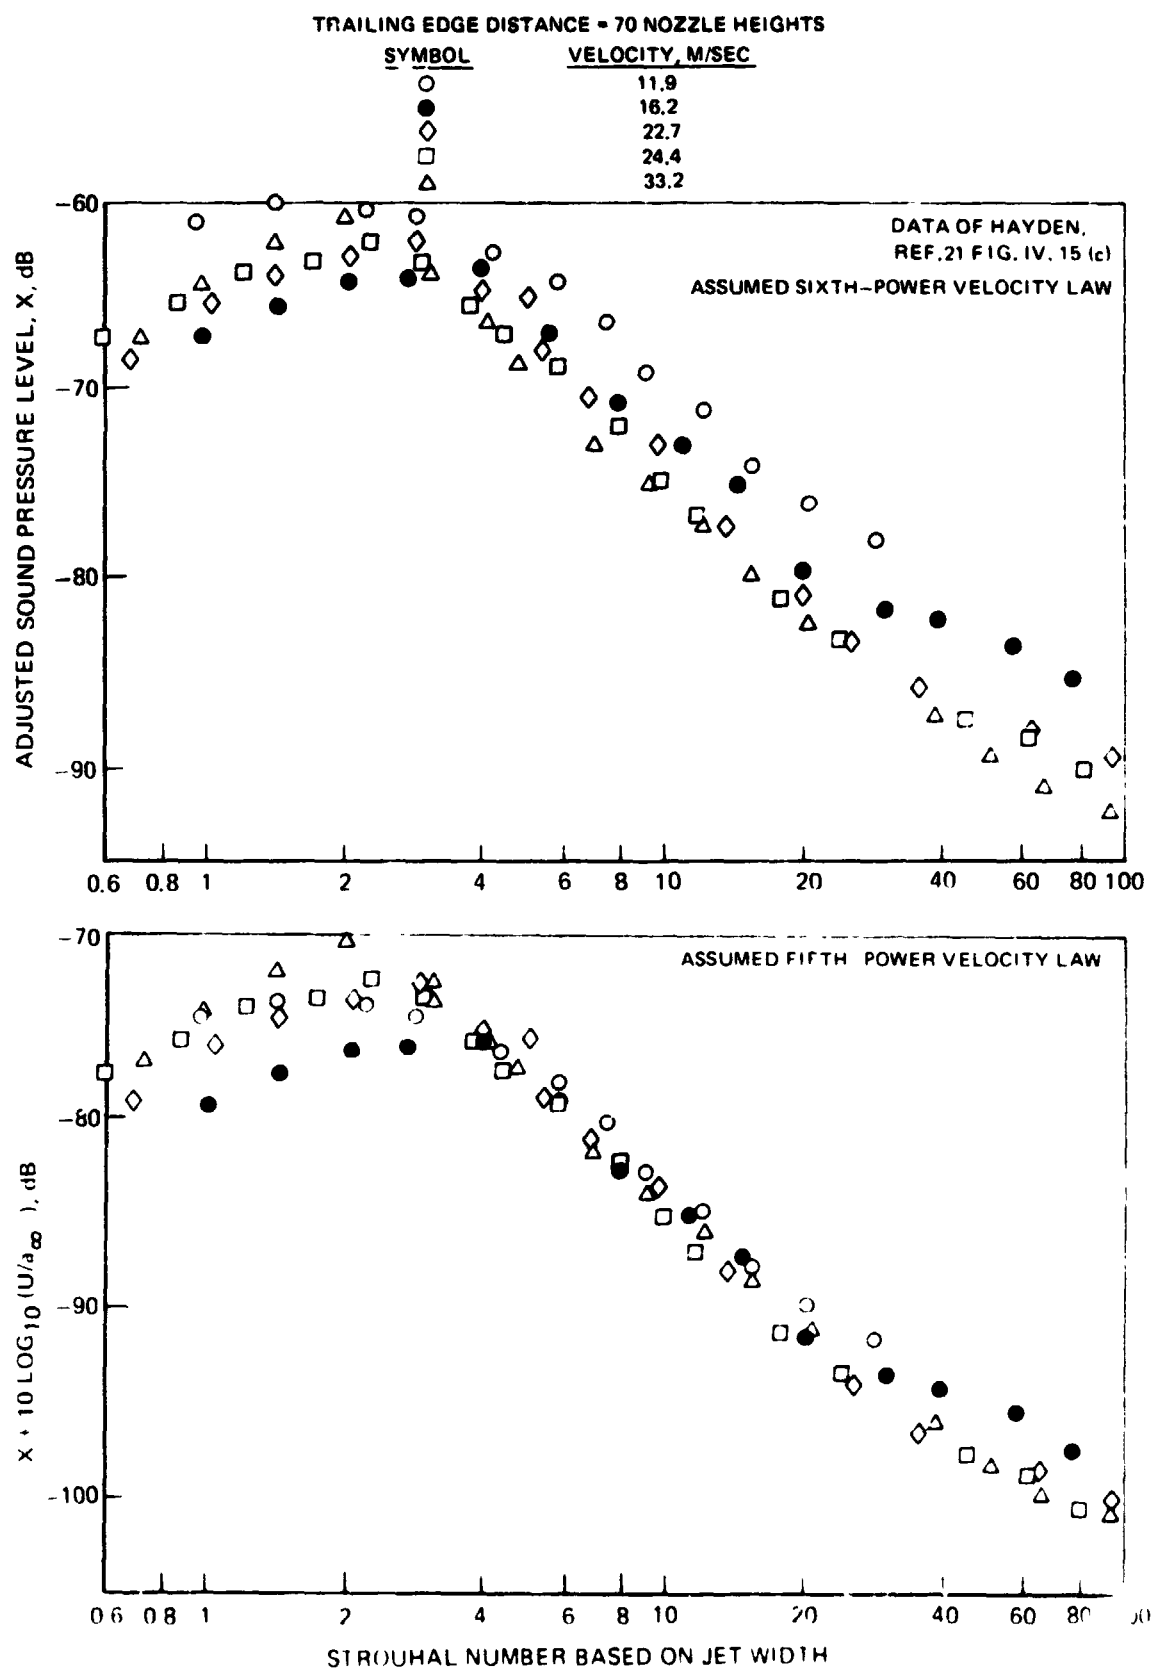 TRAILING EDGE DISTANCE = 70 NOZZLE HEIGHTS
SYMBOL VELOCITY, M/SEC
11.9
16.2
22.7
24.4
33.2
DATA OF HAYDEN,
REF.21 FIG. IV. 15 (c)
ASSUMED SIXTH-POWER VELOCITY LAW
ADJUSTED SOUND PRESSURE LEVEL, X, dB
-60
-70
-80
-90
0.6 0.8 1 2 4 6 8 10 20 40 60 80 100
ASSUMED FIFTH POWER VELOCITY LAW
X + 10 LOG10 (U/a∞), dB
-70
-80
-90
-100
0.6 0.8 1 2 4 6 8 10 20 40 60
STROUHAL NUMBER BASED ON JET WIDTH